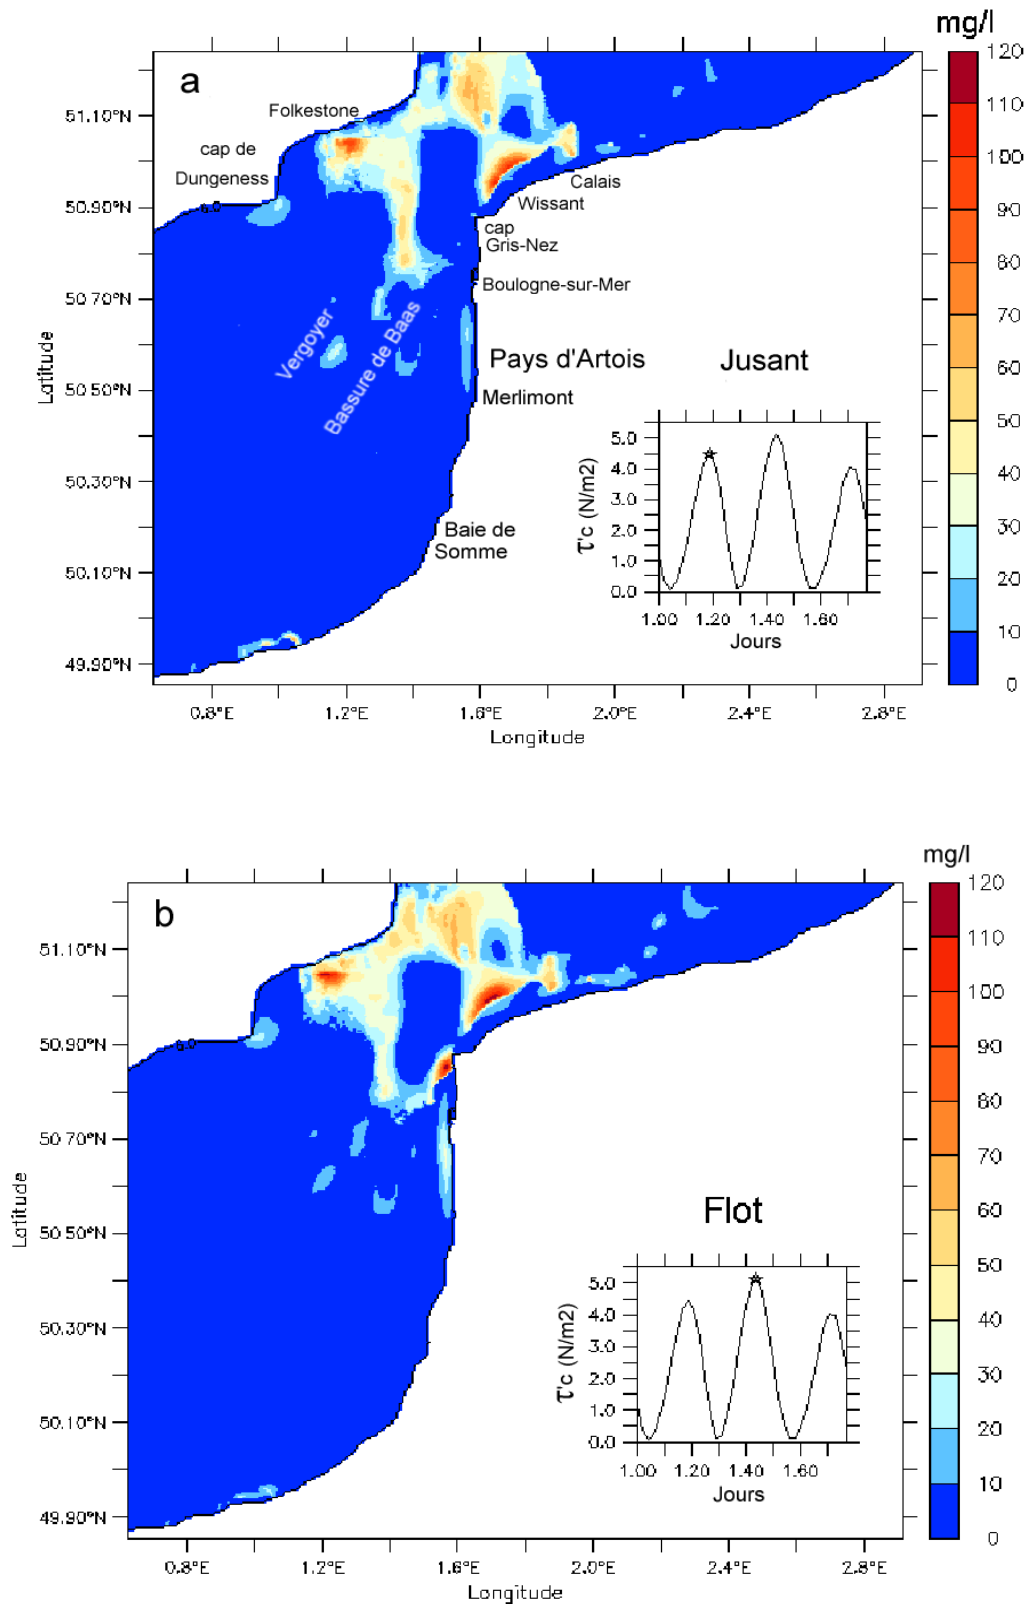 mg/l
120
110
100
90
80
70
60
50
40
30
20
10
0
a
Folkestone
cap de
Dungeness
Calais
Wissant
cap
Gris-Nez
Boulogne-sur-Mer
Vergoyer
Bassure de Baas
Pays d'Artois
Jusant
Merlimont
Baie de
Somme
51.10°N
50.90°N
50.70°N
50.50°N
50.30°N
50.10°N
49.90°N
Latitude
0.8°E 1.2°E 1.6°E 2.0°E 2.4°E 2.8°E
Longitude
τ'c (N/m2)
5.0
4.0
3.0
2.0
1.0
0.0
1.00 1.20 1.40 1.60
Jours
mg/l
120
110
100
90
80
70
60
50
40
30
20
10
0
b
Flot
51.10°N
50.90°N
50.70°N
50.50°N
50.30°N
50.10°N
49.90°N
Latitude
0.8°E 1.2°E 1.6°E 2.0°E 2.4°E 2.8°E
Longitude
τ'c (N/m2)
5.0
4.0
3.0
2.0
1.0
0.0
1.00 1.20 1.40 1.60
Jours